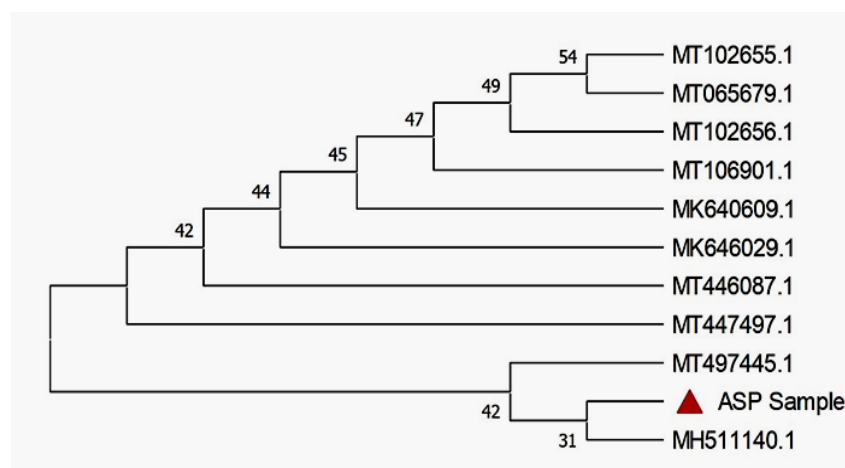 54
MT102655.1
49
MT065679.1
47
MT102656.1
45
MT106901.1
44
MK640609.1
42
MK646029.1
MT446087.1
MT447497.1
MT497445.1
42
ASP Sample
31
MH511140.1